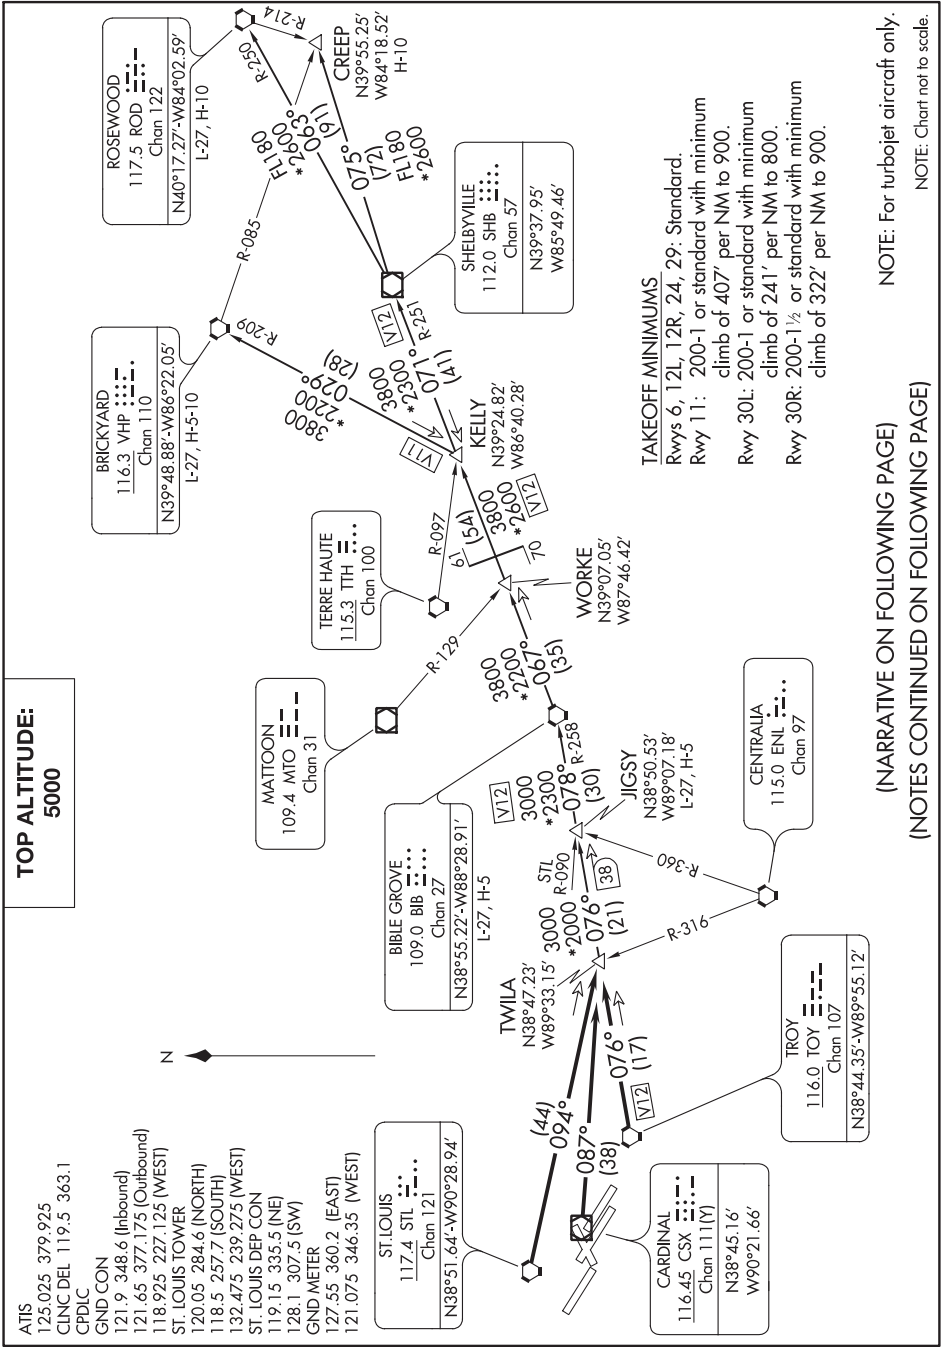 TOP ALTITUDE:
5000
ATIS
125.025 379.925
CLNC DEL 119.5 363.1
CPDLC
GND CON
121.9 348.6 (Inbound)
121.65 377.175 (Outbound)
118.925 227.125 (WEST)
ST. LOUIS TOWER
120.05 284.6 (NORTH)
118.5 257.7 (SOUTH)
132.475 239.275 (WEST)
ST. LOUIS DEP CON
119.15 335.5 (NE)
128.1 307.5 (SW)
GND METER
127.55 360.2 (EAST)
121.075 346.35 (WEST)
N
ST.LOUIS
117.4 STL
Chan 121
N38°51.64'-W90°28.94'
(44)
094°
087°
(38)
CARDINAL
116.45 CSX
Chan 111(Y)
N38°45.16'
W90°21.66'
V12
076°
(17)
TROY
116.0 TOY
Chan 107
N38°44.35'-W89°55.12'
TWILA
N38°47.23'
W89°33.15'
3000
*2000
076°
(21)
STL
R-090
38
R-316
R-360
CENTRALIA
115.0 ENL
Chan 97
JIGSY
N38°50.53'
W89°07.18'
L-27, H-5
V12
3000
*2300
078°
(30)
R-258
BIBLE GROVE
109.0 BIB
Chan 27
N38°55.22'-W88°28.91'
L-27, H-5
3800
*2200
067°
(35)
MATTOON
109.4 MTO
Chan 31
R-129
WORKE
N39°07.05'
W87°46.42'
61
70
(54)
3800
*2600
V12
TERRE HAUTE
115.3 TTH
Chan 100
R-097
KELLY
N39°24.82'
W86°40.28'
V11
3800
*2200
029°
(28)
R-209
BRICKYARD
116.3 VHP
Chan 110
N39°48.88'-W86°22.05'
L-27, H-5-10
V12
3800
*2300
071°
(41)
R-251
SHELBYVILLE
112.0 SHB
Chan 57
N39°37.95'
W85°49.46'
R-085
FL180
*2600
063°
(91)
R-250
075°
(72)
FL180
*2600
ROSEWOOD
117.5 ROD
Chan 122
N40°17.27'-W84°02.59'
L-27, H-10
R-214
CREEP
N39°55.25'
W84°18.52'
H-10
TAKEOFF MINIMUMS
Rwys 6, 12L, 12R, 24, 29: Standard.
Rwy 11: 200-1 or standard with minimum
climb of 407' per NM to 900.
Rwy 30L: 200-1 or standard with minimum
climb of 241' per NM to 800.
Rwy 30R: 200-1½ or standard with minimum
climb of 322' per NM to 900.
NOTE: For turbojet aircraft only.
NOTE: Chart not to scale.
(NARRATIVE ON FOLLOWING PAGE)
(NOTES CONTINUED ON FOLLOWING PAGE)